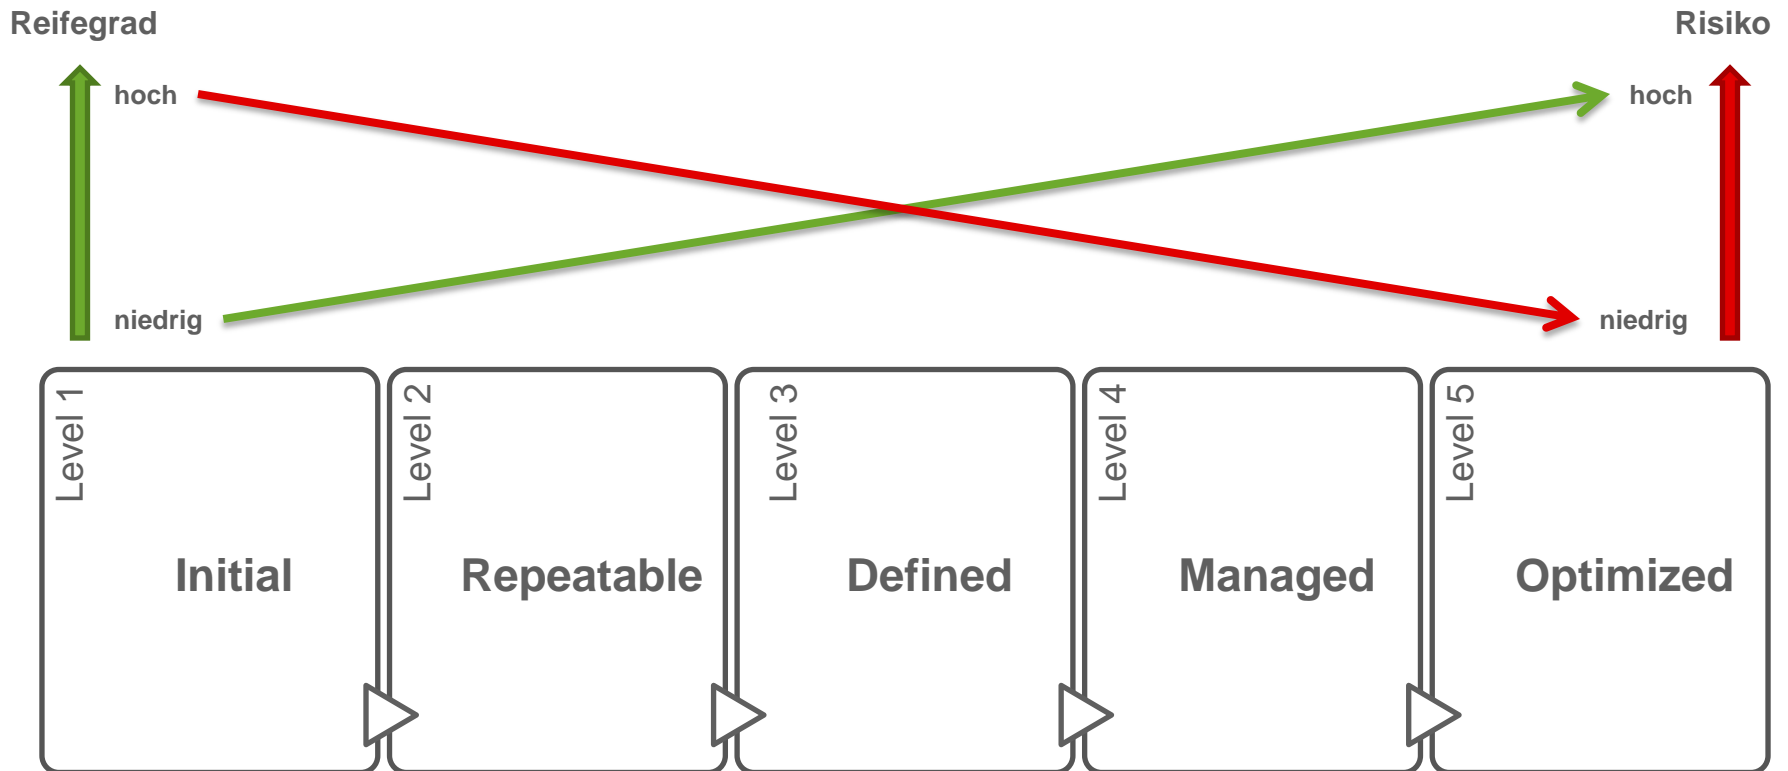 Reifegrad
Risiko
hoch
hoch
niedrig
niedrig
Level 1
Level 2
Level 3
Level 4
Level 5
Initial
Repeatable
Defined
Managed
Optimized